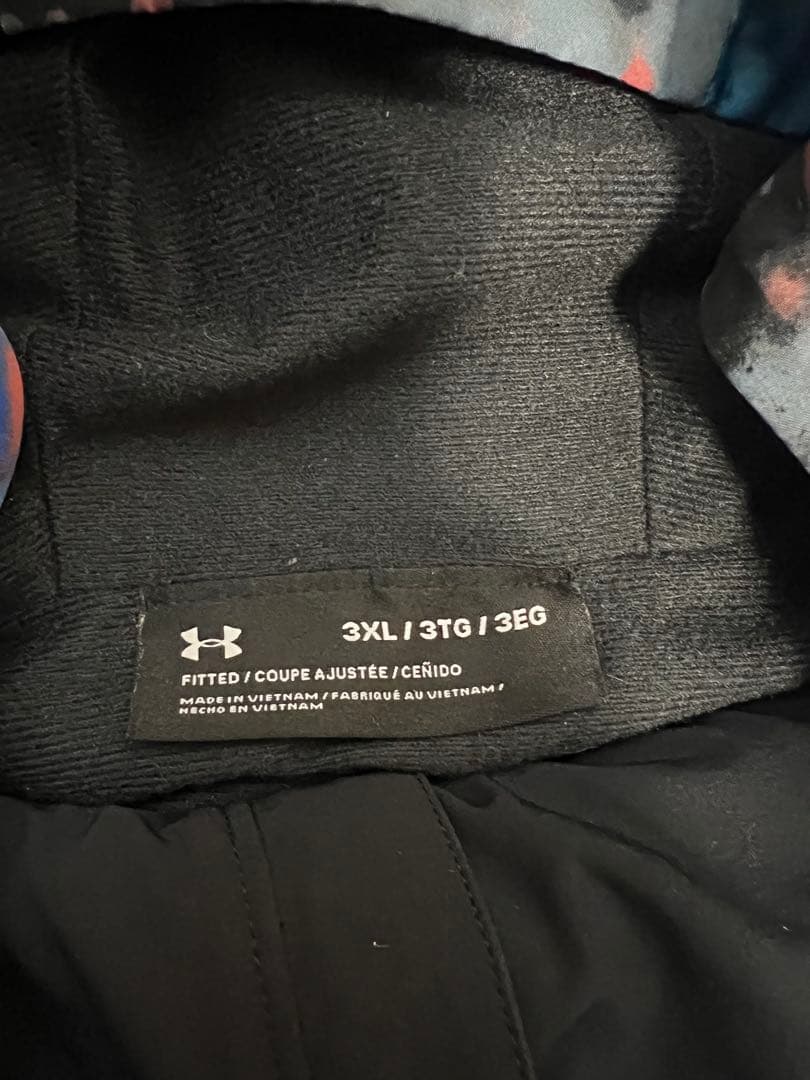 3XL / 3TG / 3EG
FITTED / COUPE AJUSTÉE / CEÑIDO
MADE IN VIETNAM / FABRIQUÉ AU VIETNAM /
HECHO EN VIETNAM